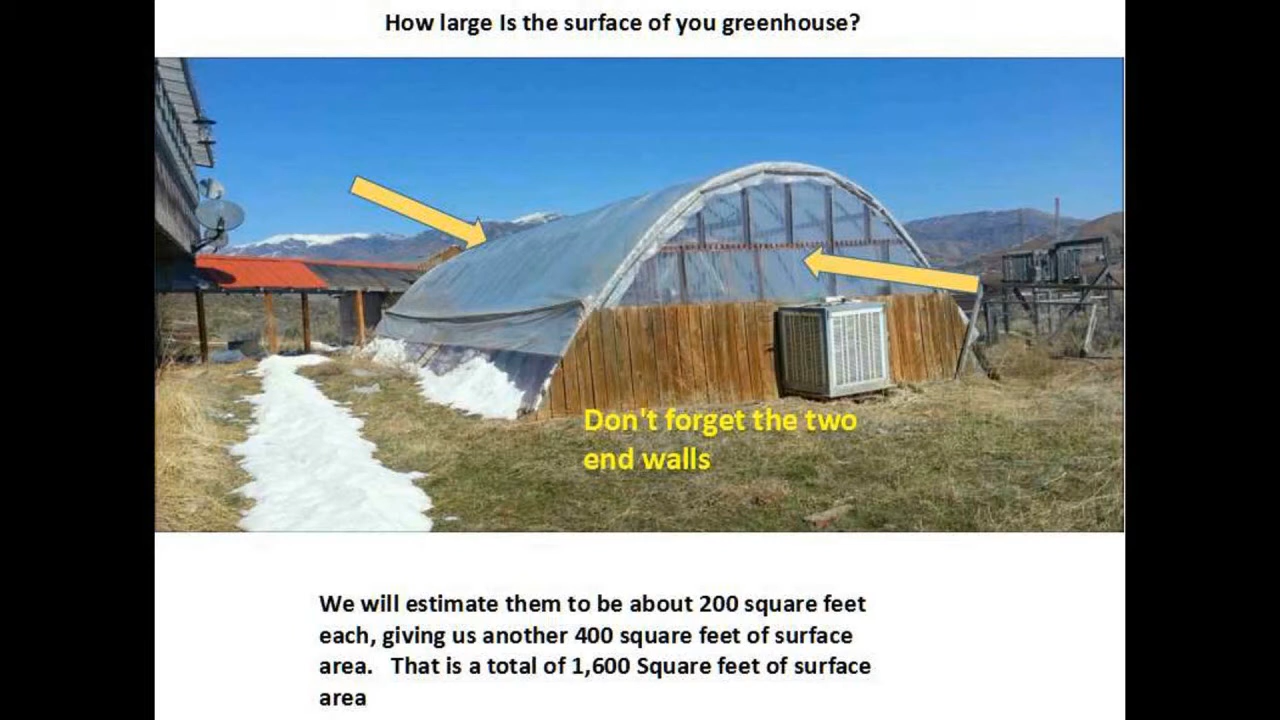 How large Is the surface of you greenhouse?
Don't forget the two
end walls
We will estimate them to be about 200 square feet
each, giving us another 400 square feet of surface
area.   That is a total of 1,600 Square feet of surface
area